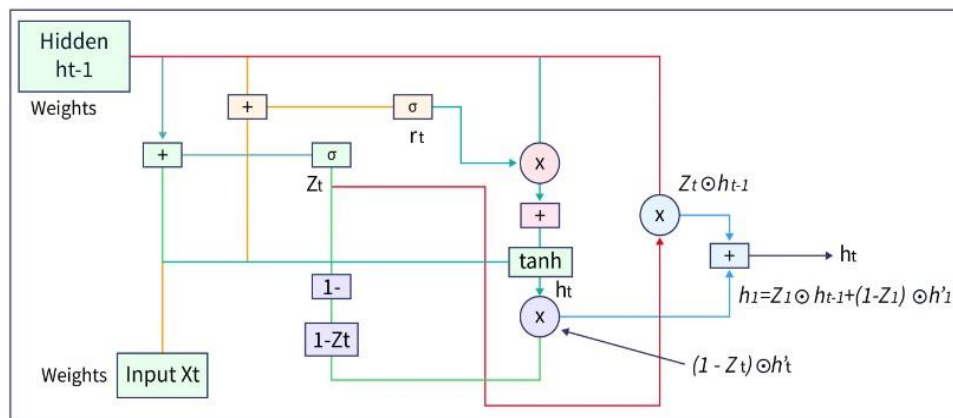 Hidden
ht-1
Weights
+
σ
rt
+
σ
Zt
x
+
tanh
ht
x
1-
1-Zt
Zt⊙ht-1
x
+
ht
h1=Z1⊙ht-1+(1-Z1)⊙h'1
(1 - Zt)⊙h't
Weights
Input Xt